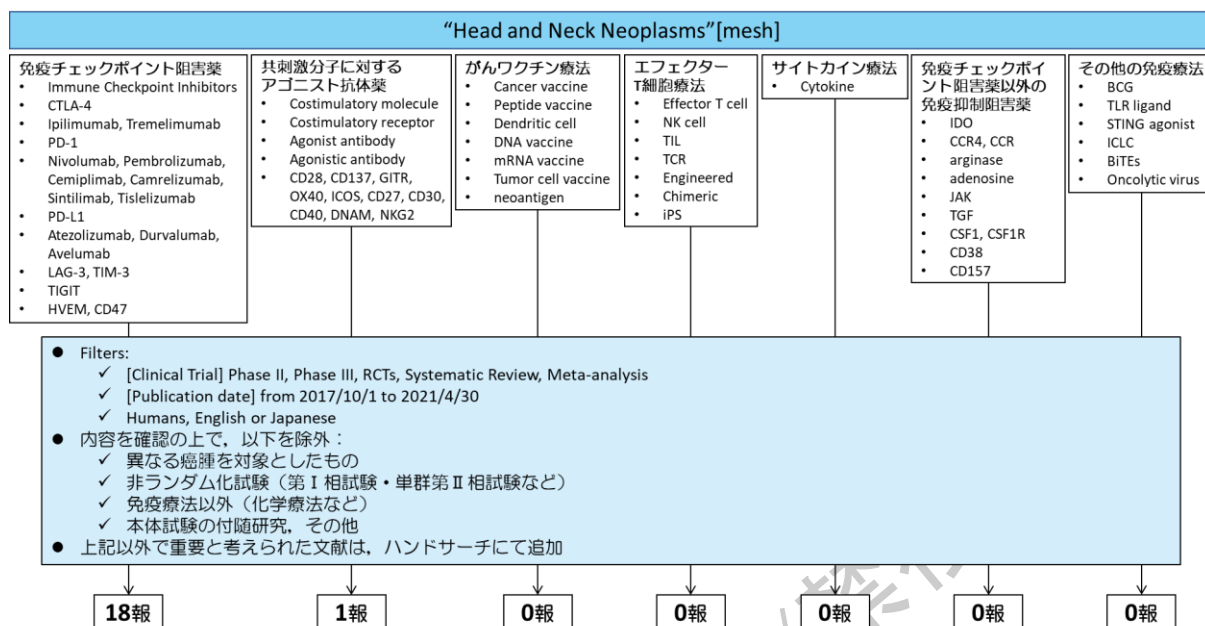 “Head and Neck Neoplasms”[mesh]
免疫チェックポイント阻害薬
• Immune Checkpoint Inhibitors
• CTLA-4
• Ipilimumab, Tremelimumab
• PD-1
• Nivolumab, Pembrolizumab,
Cemiplimab, Camrelizumab,
Sintilimab, Tislelizumab
• PD-L1
• Atezolizumab, Durvalumab,
Avelumab
• LAG-3, TIM-3
• TIGIT
• HVEM, CD47
共刺激分子に対する
アゴニスト抗体薬
• Costimulatory molecule
• Costimulatory receptor
• Agonist antibody
• Agonistic antibody
• CD28, CD137, GITR,
OX40, ICOS, CD27, CD30,
CD40, DNAM, NKG2
がんワクチン療法
• Cancer vaccine
• Peptide vaccine
• Dendritic cell
• DNA vaccine
• mRNA vaccine
• Tumor cell vaccine
• neoantigen
エフェクター
T細胞療法
• Effector T cell
• NK cell
• TIL
• TCR
• Engineered
• Chimeric
• iPS
サイトカイン療法
• Cytokine
免疫チェックポイ
ント阻害薬以外の
免疫抑制阻害薬
• IDO
• CCR4, CCR
• arginase
• adenosine
• JAK
• TGF
• CSF1, CSF1R
• CD38
• CD157
その他の免疫療法
• BCG
• TLR ligand
• STING agonist
• ICLC
• BiTEs
• Oncolytic virus
● Filters:
✓ [Clinical Trial] Phase II, Phase III, RCTs, Systematic Review, Meta-analysis
✓ [Publication date] from 2017/10/1 to 2021/4/30
✓ Humans, English or Japanese
● 内容を確認の上で，以下を除外：
✓ 異なる癌腫を対象としたもの
✓ 非ランダム化試験（第Ⅰ相試験・単群第Ⅱ相試験など）
✓ 免疫療法以外（化学療法など）
✓ 本体試験の付随研究，その他
● 上記以外で重要と考えられた文献は，ハンドサーチにて追加
18報
1報
0報
0報
0報
0報
0報